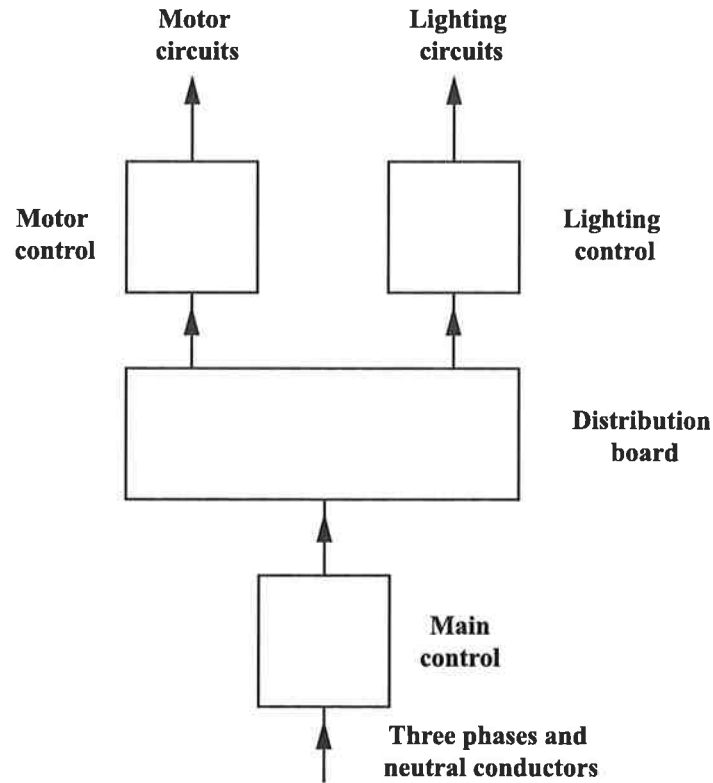 Motor
circuits
Lighting
circuits
Motor
control
Lighting
control
Distribution
board
Main
control
Three phases and
neutral conductors